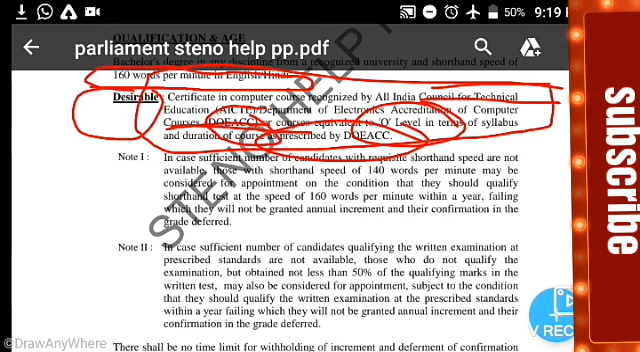 50% 9:19
parliament steno help pp.pdf
QUALIFICATION & AGE
Bachelor's degree in any discipline from a recognized university and shorthand speed of
160 words per minute in English/Hindi.
Desirable: Certificate in computer course recognized by All India Council for Technical
Education (AICTE)/Department of Electronics Accreditation of Computer
Courses (DOEACC) or courses equivalent to 'O' Level in terms of syllabus
and duration of course as prescribed by DOEACC.
Note I : In case sufficient number of candidates with requisite shorthand speed are not
available those with shorthand speed of 140 words per minute may be
considered for appointment on the condition that they should qualify
shorthand test at the speed of 160 words per minute within a year, failing
which they will not be granted annual increment and their confirmation in the
grade deferred.
Note II : In case sufficient number of candidates qualifying the written examination at
prescribed standards are not available, those who do not qualify the
examination, but obtained not less than 50% of the qualifying marks in the
written test, may also be considered for appointment, subject to the condition
that they should qualify the written examination at the prescribed standards
within a year failing which they will not be granted annual increment and their
confirmation in the grade deferred.
There shall be no time limit for withholding of increment and deferment of confirmation
STENO HELP
V REC
©DrawAnyWhere
Subscribe